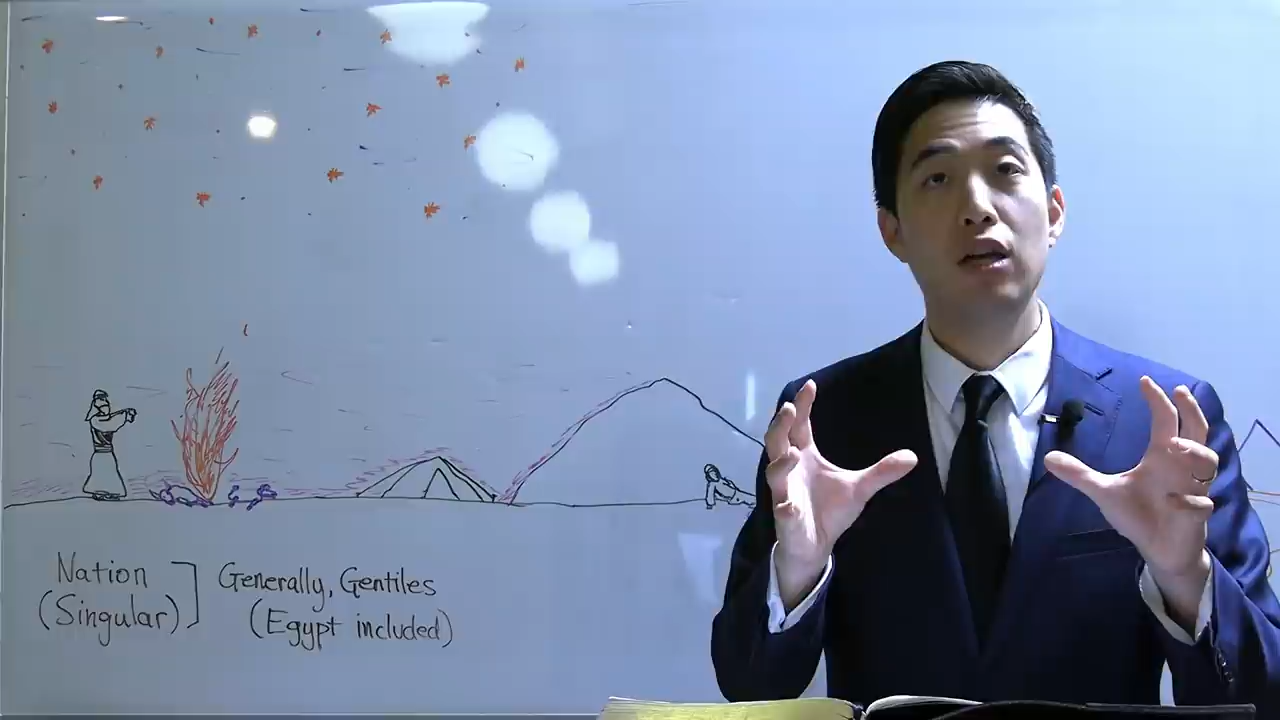 Nation
(Singular)
Generally, Gentiles
(Egypt included)